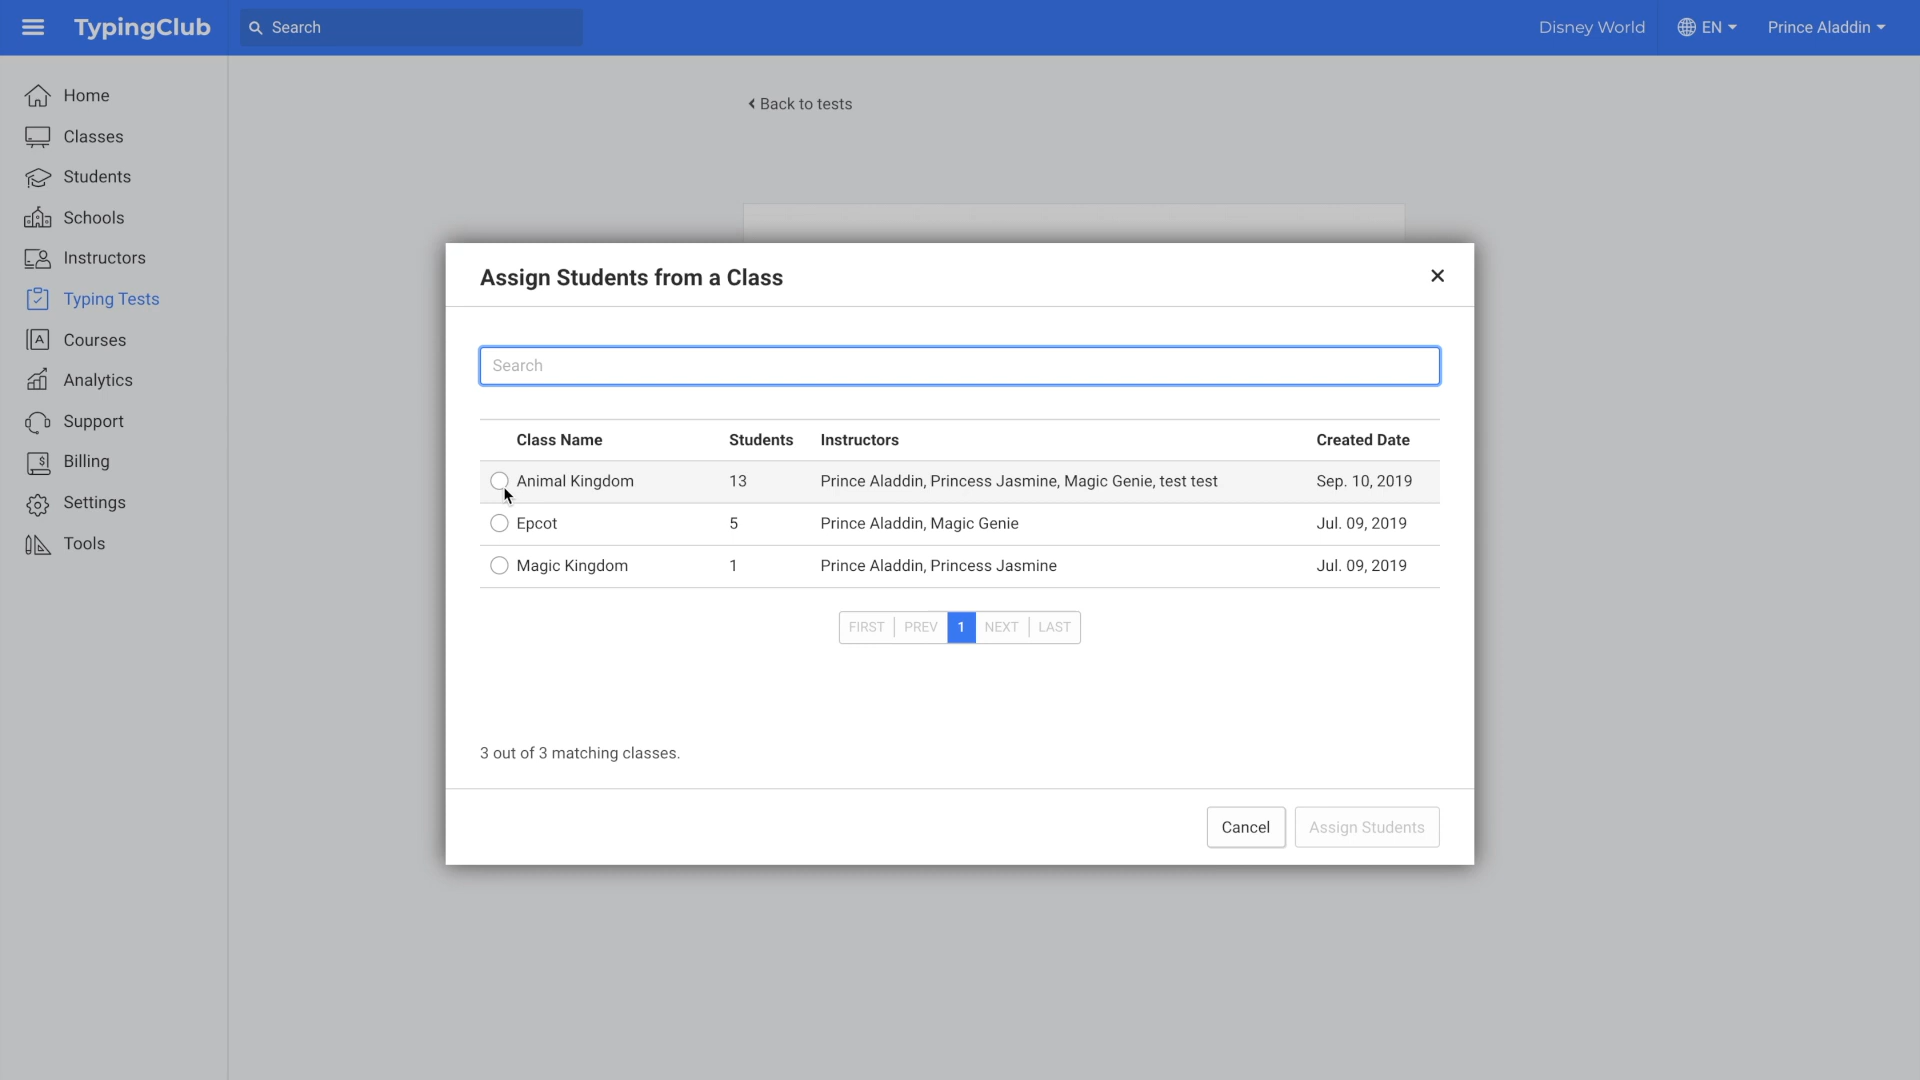 TypingClub
Search
Disney World
EN
Prince Aladdin
Home
Classes
Students
Schools
Instructors
Typing Tests
Courses
Analytics
Support
Billing
Settings
Tools
Back to tests
Assign Students from a Class
Search
Class Name Students Instructors Created Date
Animal Kingdom 13 Prince Aladdin, Princess Jasmine, Magic Genie, test test Sep. 10, 2019
Epcot 5 Prince Aladdin, Magic Genie Jul. 09, 2019
Magic Kingdom 1 Prince Aladdin, Princess Jasmine Jul. 09, 2019
FIRST PREV 1 NEXT LAST
3 out of 3 matching classes.
Cancel Assign Students